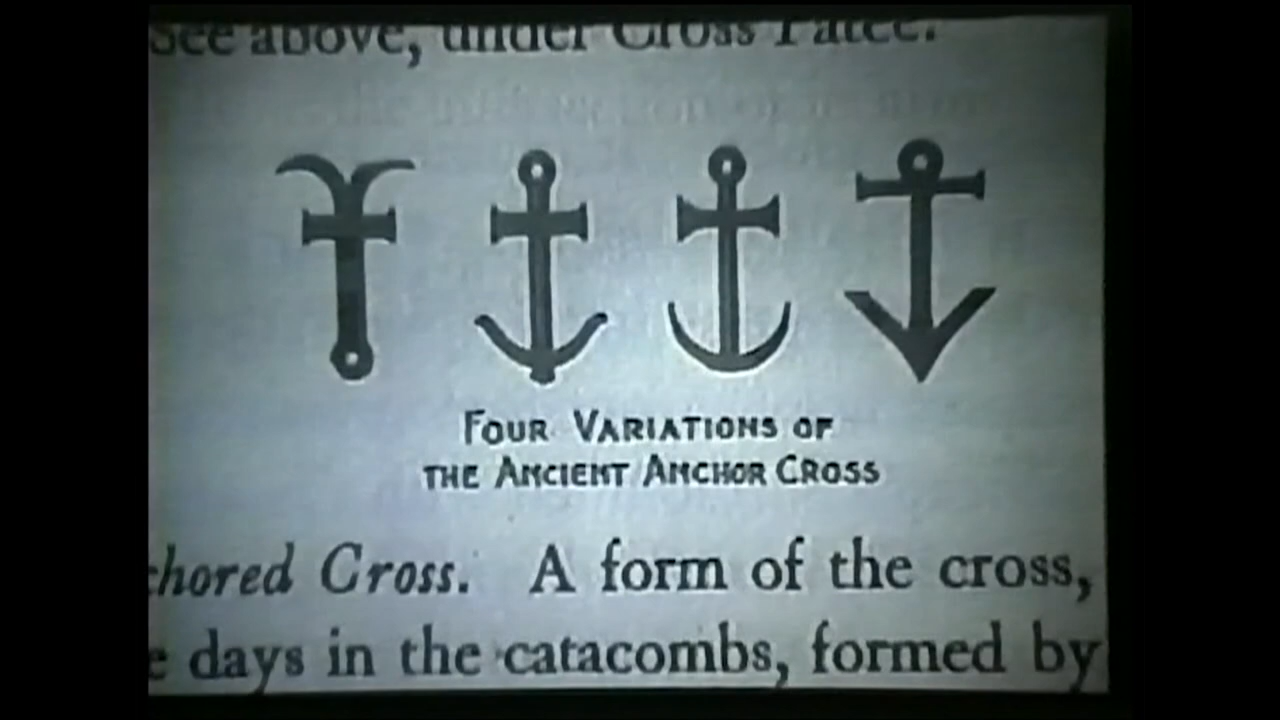 See above, under Cross Patée.
FOUR VARIATIONS OF
THE ANCIENT ANCHOR CROSS
chored Cross. A form of the cross,
e days in the catacombs, formed by